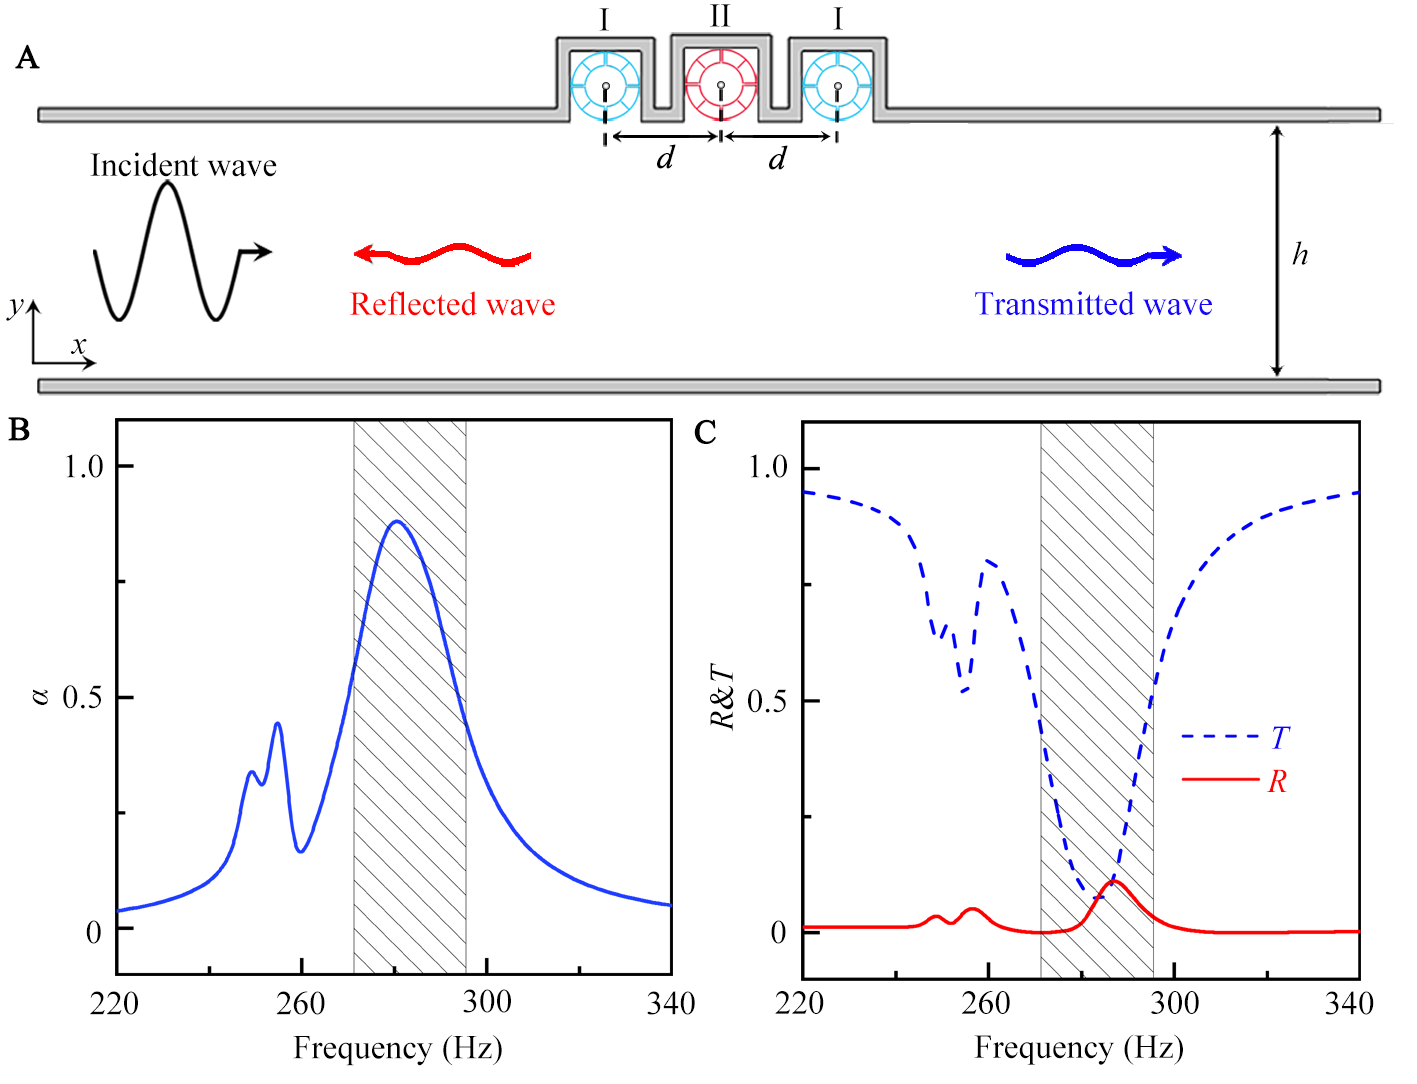 A
I
II
I
d
d
Incident wave
Reflected wave
Transmitted wave
h
y
x
B
1.0
0.5
0
α
220
260
300
340
Frequency (Hz)
C
1.0
0.5
0
R&T
T
R
220
260
300
340
Frequency (Hz)